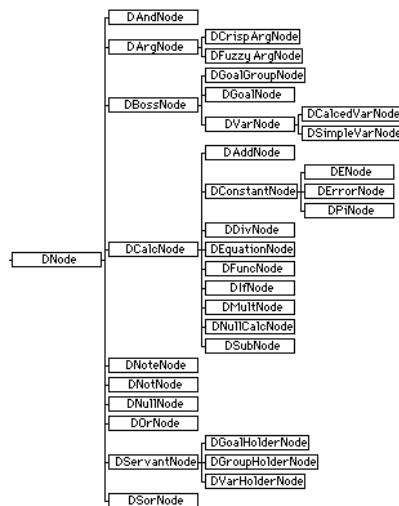 DAndNode
DArgNode
DCrispArgNode
DFuzzyArgNode
DBossNode
DGoalGroupNode
DGoalNode
DVarNode
DCalcedVarNode
DSimpleVarNode
DNode
DCalcNode
DAddNode
DConstantNode
DENode
DErrorNode
DPiNode
DDivNode
DEquationNode
DFuncNode
DIfNode
DMultNode
DNullCalcNode
DSubNode
DNoteNode
DNotNode
DNullNode
DOrNode
DServantNode
DGoalHolderNode
DGroupHolderNode
DVarHolderNode
DSorNode